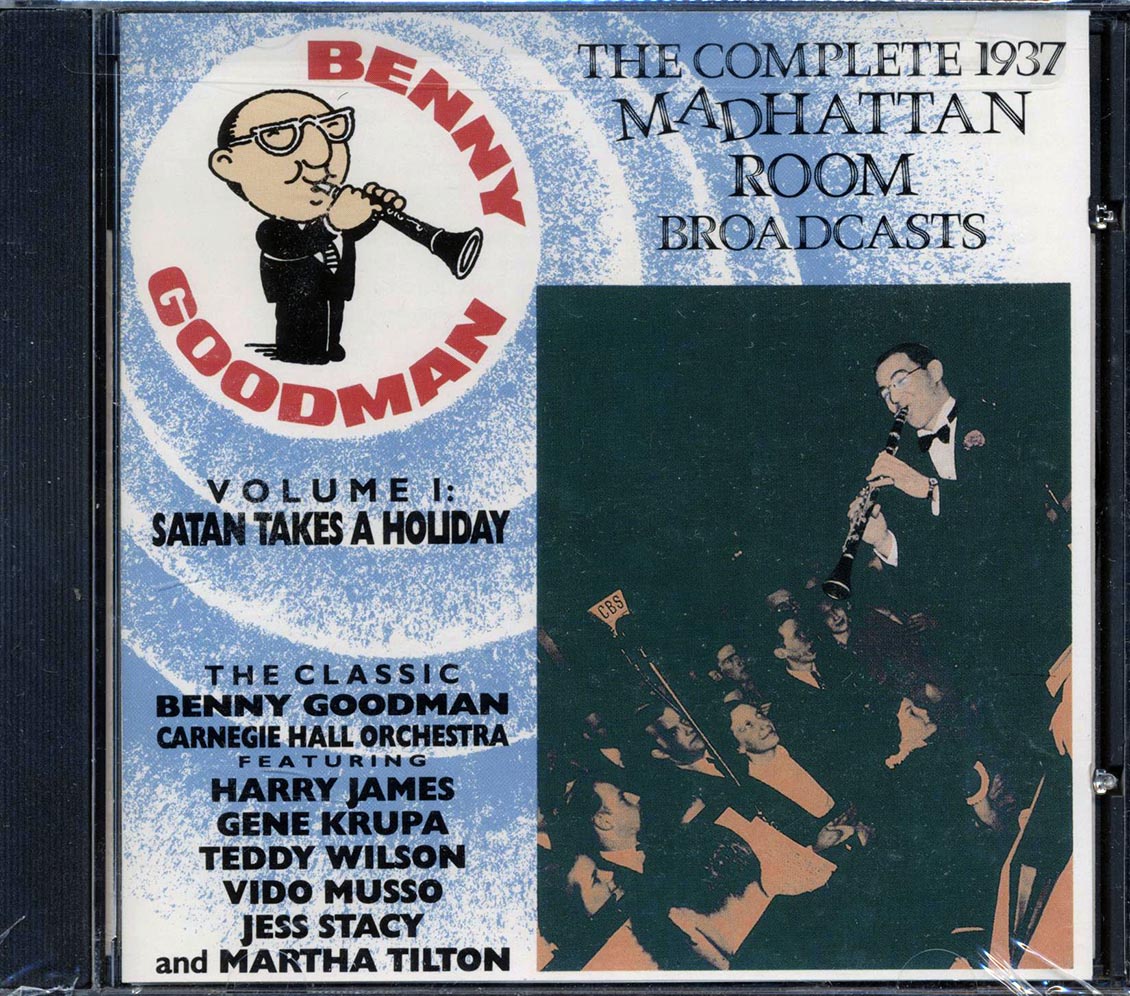 BENNY
GOODMAN
THE COMPLETE 1937
MADHATTAN
ROOM
BROADCASTS
VOLUME I:
SATAN TAKES A HOLIDAY
CBS
THE CLASSIC
BENNY GOODMAN
CARNEGIE HALL ORCHESTRA
FEATURING
HARRY JAMES
GENE KRUPA
TEDDY WILSON
VIDO MUSSO
JESS STACY
and MARTHA TILTON